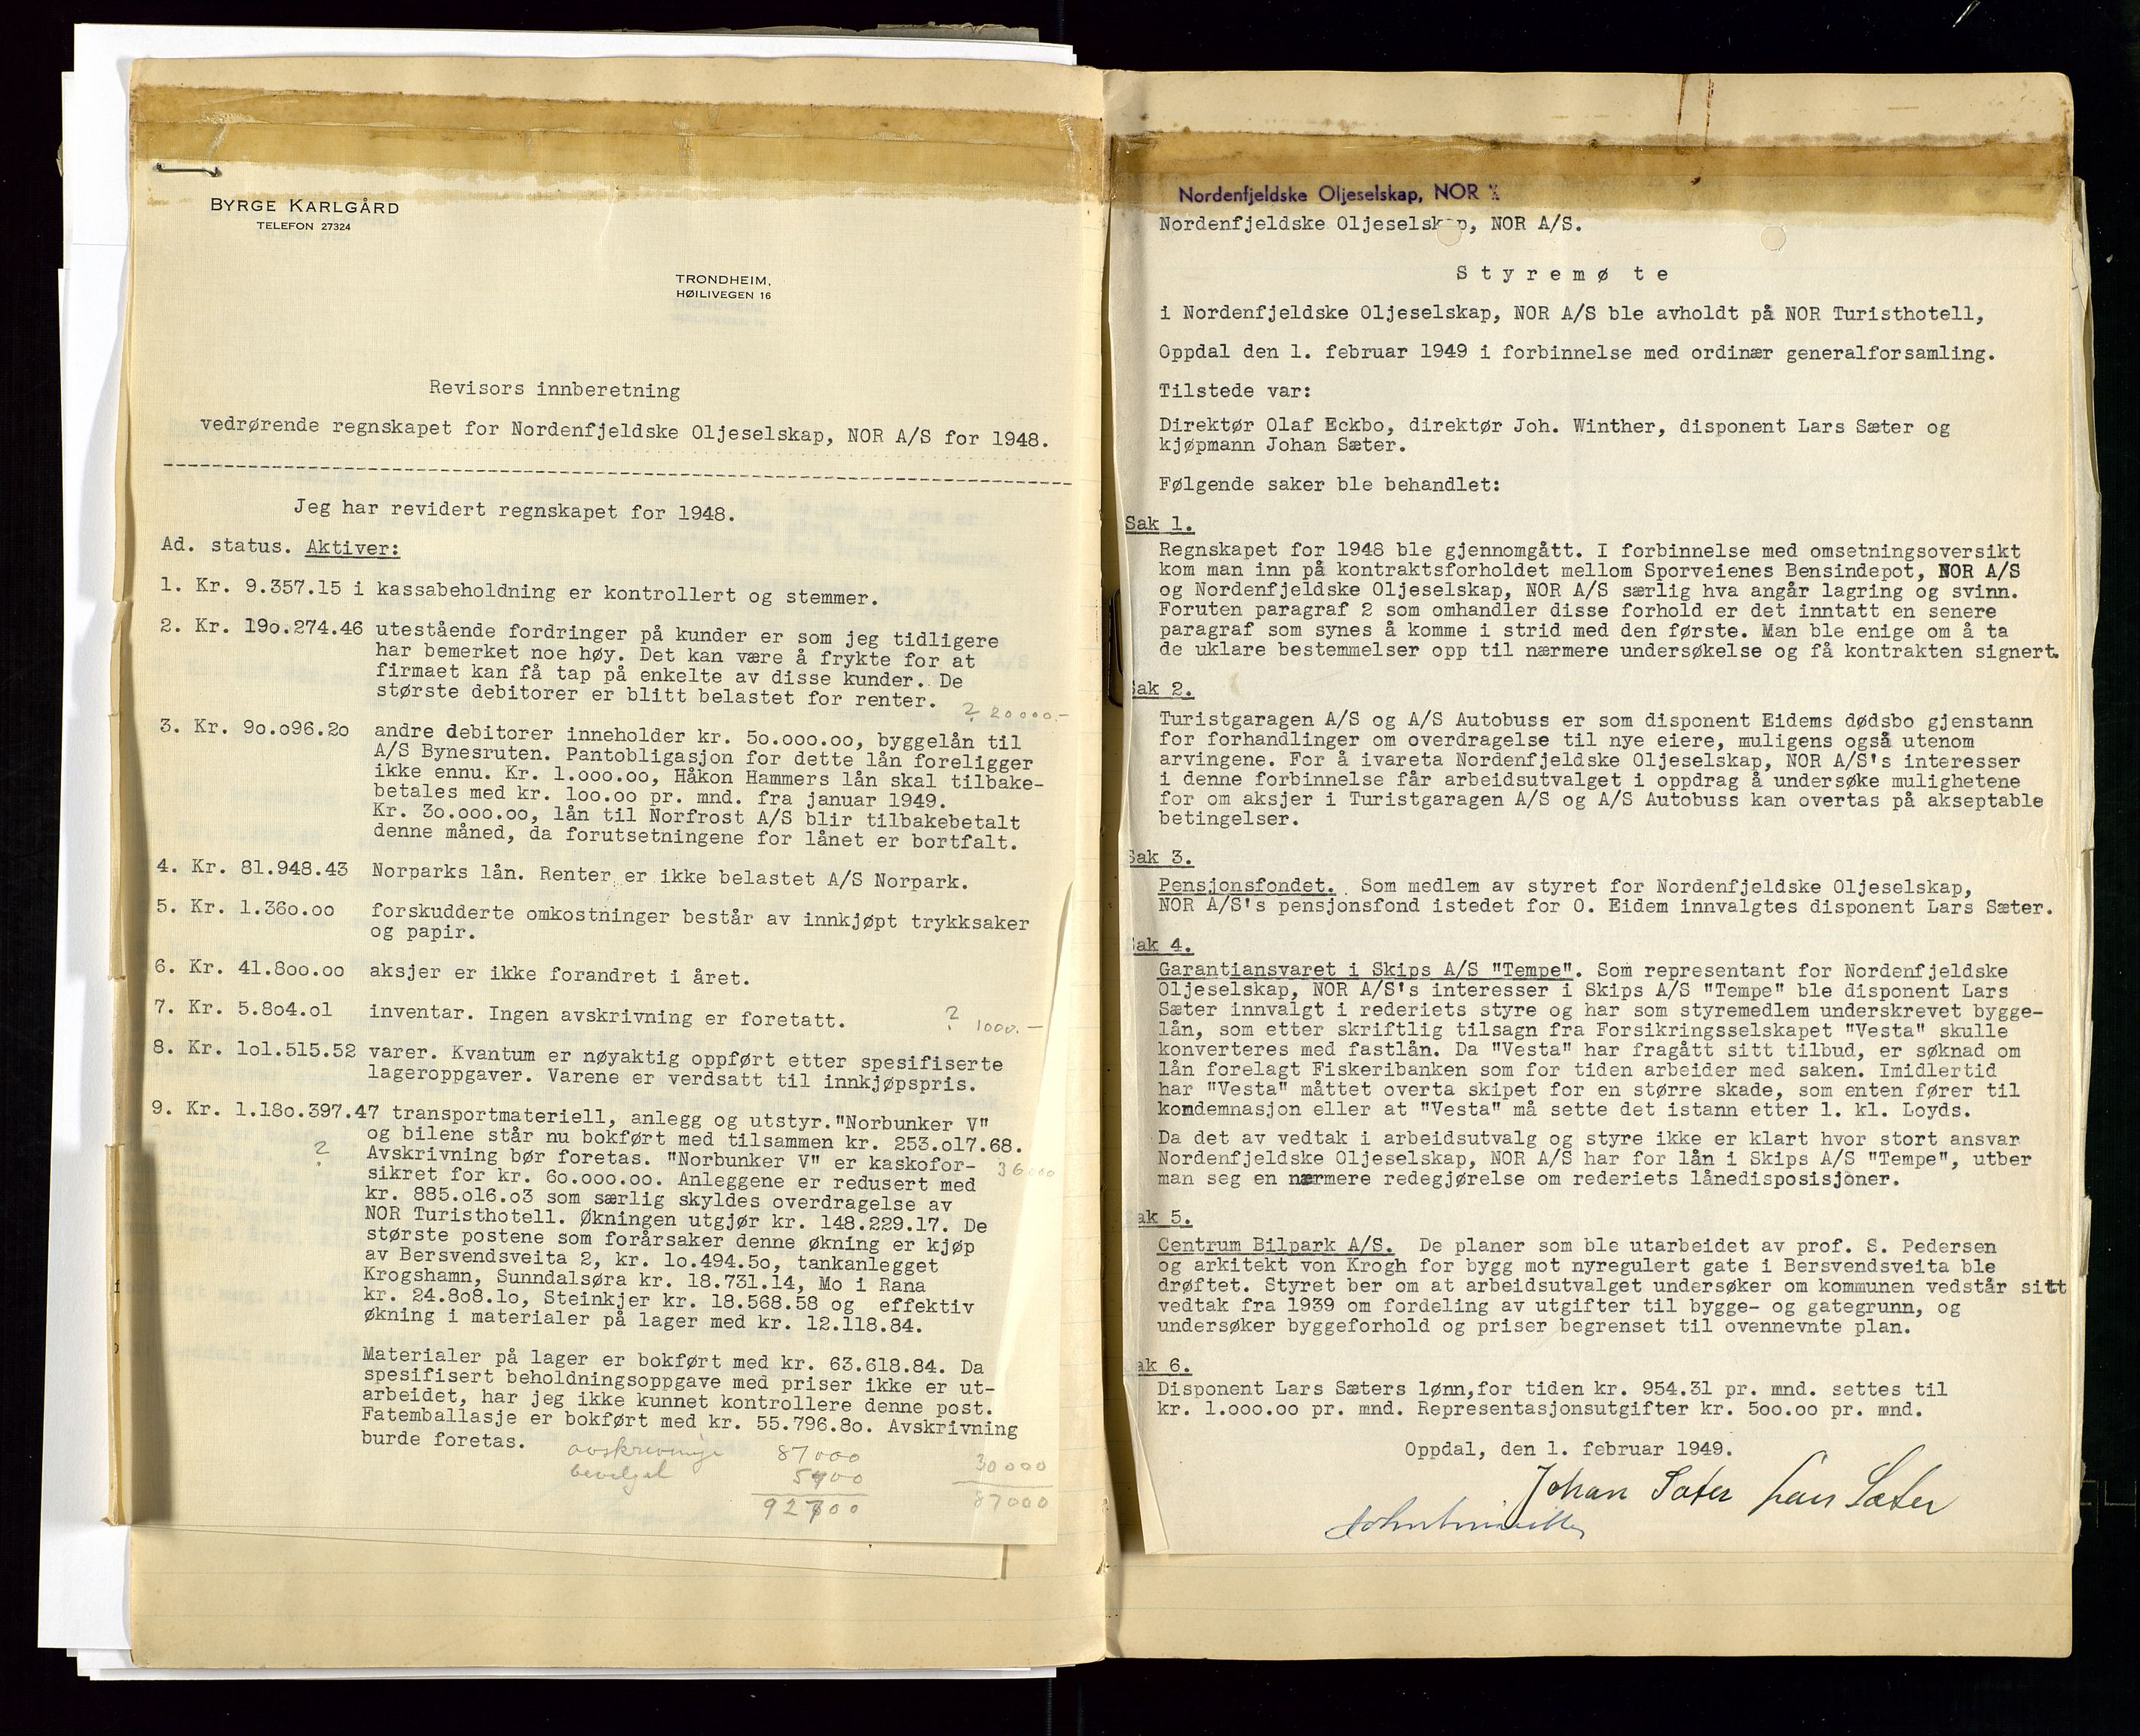 BYRGE KARLGÅRD
TELEFON 27324
TRONDHEIM,
HØILIVEGEN 16
Revisors innberetning
vedrørende regnskapet for Nordenfjeldske Oljeselskap, NOR A/S for 1948.
Jeg har revidert regnskapet for 1948.
Ad. status. Aktiver:
1. Kr. 9.357.15 i kassabeholdning er kontrollert og stemmer.
2. Kr. 19o.274.46 utestående fordringer på kunder er som jeg tidligere
har bemerket noe høy. Det kan være å frykte for at
firmaet kan få tap på enkelte av disse kunder. De
største debitorer er blitt belastet for renter.
? 20000.-
3. Kr. 9o.o96.2o andre debitorer inneholder kr. 5o.ooo.oo, byggelån til
A/S Bynesruten. Pantobligasjon for dette lån foreligger
ikke ennu. Kr. 1.ooo.oo, Håkon Hammers lån skal tilbake-
betales med kr. loo.oo pr. mnd. fra januar 1949.
Kr. 3o.ooo.oo, lån til Norfrost A/S blir tilbakebetalt
denne måned, da forutsetningene for lånet er bortfalt.
4. Kr. 81.948.43 Norparks lån. Renter er ikke belastet A/S Norpark.
5. Kr. 1.36o.oo forskudderte omkostninger består av innkjøpt trykksaker
og papir.
6. Kr. 41.8oo.oo aksjer er ikke forandret i året.
7. Kr. 5.8o4.ol inventar. Ingen avskrivning er foretatt.
? 1000.—
8. Kr. lol.515.52 varer. Kvantum er nøyaktig oppført etter spesifiserte
lageroppgaver. Varene er verdsatt til innkjøpspris.
9. Kr. 1.18o.397.47 transportmateriell, anlegg og utstyr."Norbunker V"
og bilene står nu bokført med tilsammen kr. 253.o17.68.
? Avskrivning bør foretas. "Norbunker V" er kaskofor-
36000
sikret for kr. 6o.ooo.oo. Anleggene er redusert med
kr. 885.o16.o3 som særlig skyldes overdragelse av
NOR Turisthotell. Økningen utgjør kr. 148.229.17. De
største postene som forårsaker denne økning er kjøp
av Bersvendsveita 2, kr. lo.494.5o, tankanlegget
Krogshamn, Sunndalsøra kr. 18.731.14, Mo i Rana
kr. 24.8o8.lo, Steinkjer kr. 18.568.58 og effektiv
økning i materialer på lager med kr. 12.118.84.
Materialer på lager er bokført med kr. 63.618.84. Da
spesifisert beholdningsoppgave med priser ikke er ut-
arbeidet, har jeg ikke kunnet kontrollere denne post.
Fatemballasje er bokført med kr. 55.796.8o. Avskrivning
burde foretas.
87000 30000
87000
Nordenfjeldske Oljeselskap, NOR
Nordenfjeldske Oljeselskap, NOR A/S.
Styremøte
i Nordenfjeldske Oljeselskap, NOR A/S ble avholdt på NOR Turisthotell,
Oppdal den 1. februar 1949 i forbinnelse med ordinær generalforsamling.
Tilstede var:
Direktør Olaf Eckbo, direktør Joh. Winther, disponent Lars Sæter og
kjøpmann Johan Sæter.
Følgende saker ble behandlet:
Sak 1.
Regnskapet for 1948 ble gjennomgått. I forbinnelse med omsetningsoversikt
kom man inn på kontraktsforholdet mellom Sporveienes Bensindepot, NOR A/S
og Nordenfjeldske Oljeselskap, NOR A/S særlig hva angår lagring og svinn.
Foruten paragraf 2 som omhandler disse forhold er det inntatt en senere
paragraf som synes å komme i strid med den første. Man ble enige om å ta
de uklare bestemmelser opp til nærmere undersøkelse og få kontrakten signert.
Sak 2.
Turistgaragen A/S og A/S Autobuss er som disponent Eidems dødsbo gjenstann
for forhandlinger om overdragelse til nye eiere, muligens også utenom
arvingene. For å ivareta Nordenfjeldske Oljeselskap, NOR A/S's interesser
i denne forbinnelse får arbeidsutvalget i oppdrag å undersøke mulighetene
for om aksjer i Turistgaragen A/S og A/S Autobuss kan overtas på akseptable
betingelser.
Sak 3.
Pensjonsfondet. Som medlem av styret for Nordenfjeldske Oljeselskap,
NOR A/S's pensjonsfond istedet for O. Eidem innvalgtes disponent Lars Sæter.
ak 4.
Garantiansvaret i Skips A/S "Tempe". Som representant for Nordenfjeldske
Oljeselskap, NOR A/S's interesser i Skips A/S "Tempe" ble disponent Lars
Sæter innvalgt i rederiets styre og har som styremedlem underskrevet bygge-
lån, som etter skriftlig tilsagn fra Forsikringsselskapet "Vesta" skulle
konverteres med fastlån. Da "Vesta" har fragått sitt tilbud, er søknad om
lån forelagt Fiskeribanken som for tiden arbeider med saken. Imidlertid
har "Vesta" måttet overta skipet for en større skade, som enten fører til
kondemnasjon eller at "Vesta" må sette det istann etter 1. kl. Loyds.
Da det av vedtak i arbeidsutvalg og styre ikke er klart hvor stort ansvar
Nordenfjeldske Oljeselskap, NOR A/S har for lån i Skips A/S "Tempe", utber
man seg en nærmere redegjørelse om rederiets lånedisposisjoner.
ak 5.
Centrum Bilpark A/S. De planer som ble utarbeidet av prof. S. Pedersen
og arkitekt von Krogh for bygg mot nyregulert gate i Bersvendsveita ble
drøftet. Styret ber om at arbeidsutvalget undersøker om kommunen vedstår sitt
vedtak fra 1939 om fordeling av utgifter til bygge- og gategrunn, og
undersøker byggeforhold og priser begrenset til ovennevnte plan.
ak 6.
Disponent Lars Sæters lønn,for tiden kr. 954.31 pr. mnd. settes til
kr. 1.ooo.oo pr. mnd. Representasjonsutgifter kr. 5oo.oo pr. mnd.
Oppdal, den 1. februar 1949.
Johan Sæter Lars Sæter